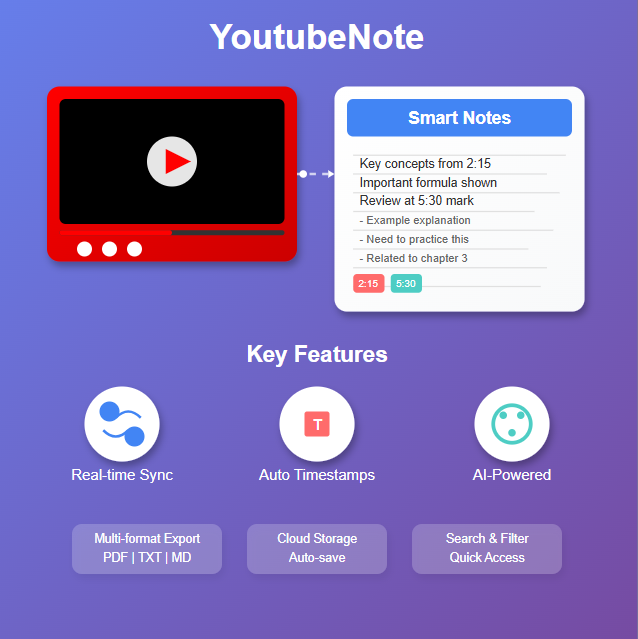 YoutubeNote
Smart Notes
Key concepts from 2:15
Important formula shown
Review at 5:30 mark
- Example explanation
- Need to practice this
- Related to chapter 3
2:15 5:30
Key Features
T
Real-time Sync
Auto Timestamps
AI-Powered
Multi-format Export
PDF | TXT | MD
Cloud Storage
Auto-save
Search & Filter
Quick Access